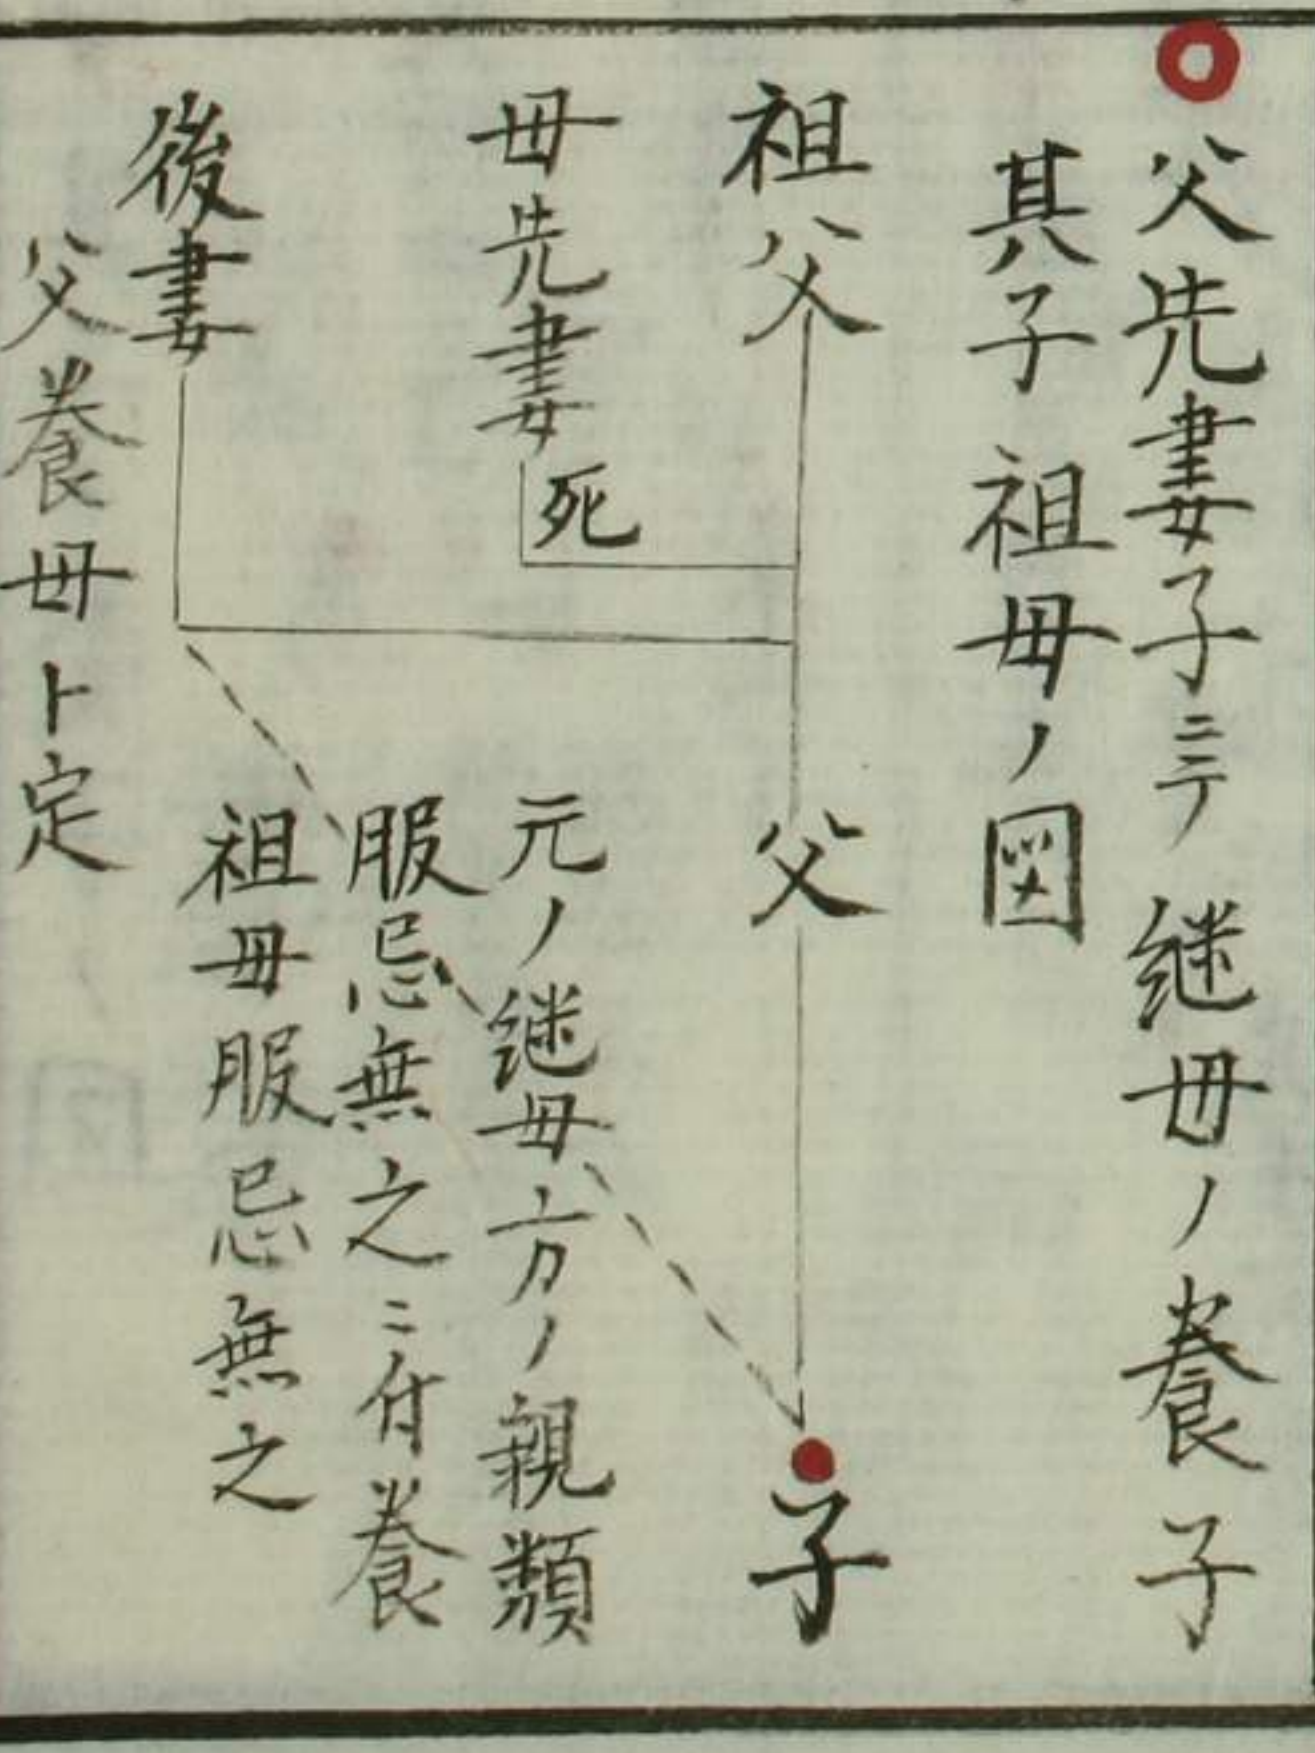 父先妻子ニテ 継母ノ養子
其子 祖母ノ図
祖父
父
子
母先妻
死
元ノ継母方ノ親類
服忌無之ニ付養
祖母服忌無之
後妻
父養母ト定